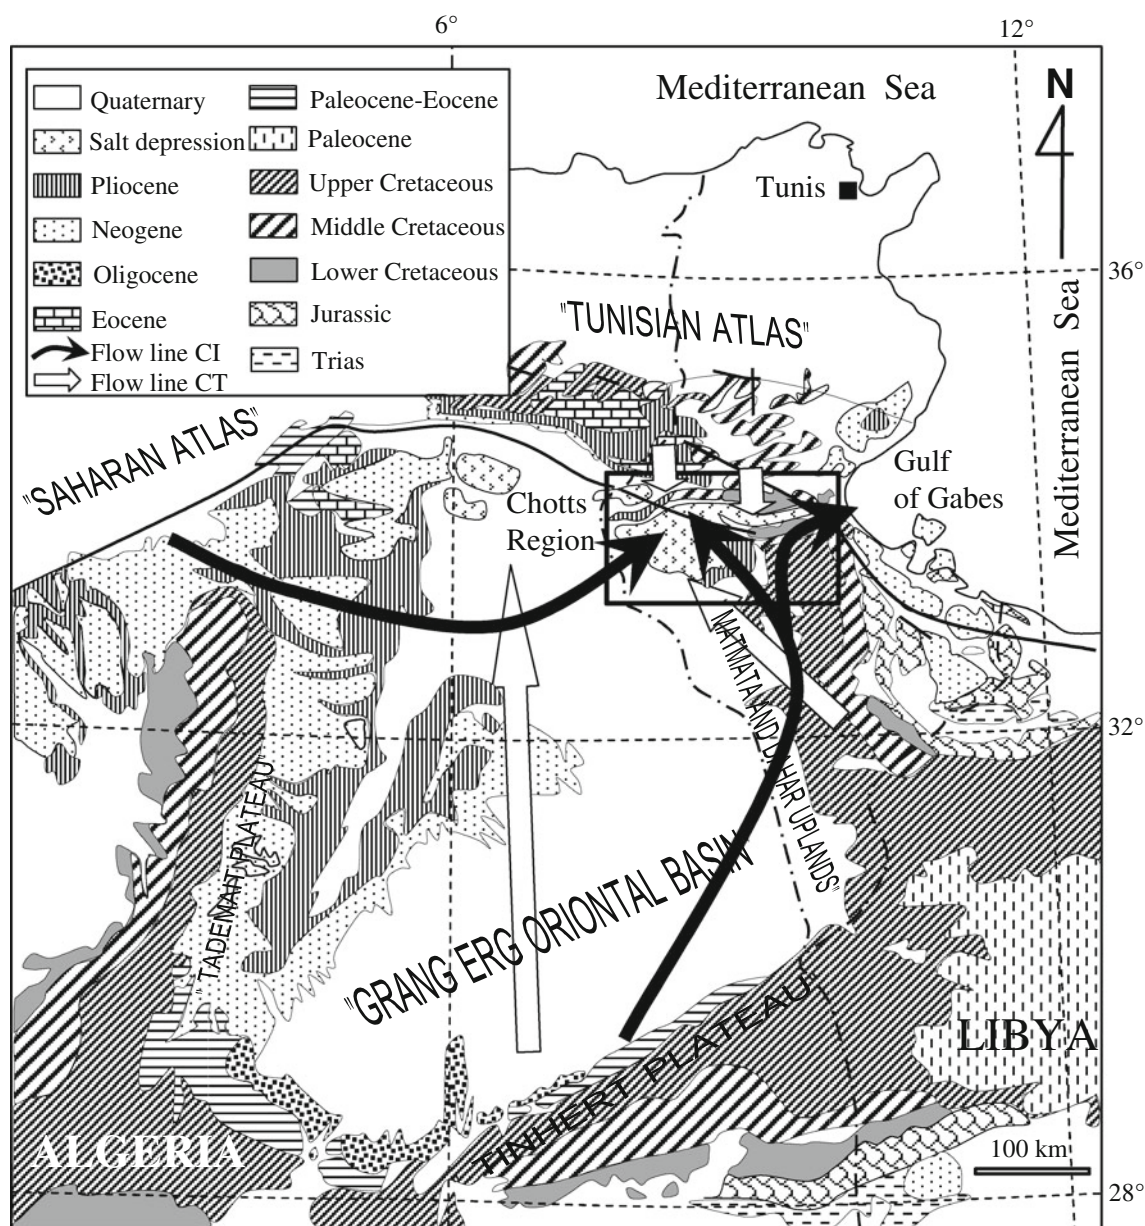 6°
12°
Quaternary
Salt depression
Pliocene
Neogene
Oligocene
Eocene
Flow line CI
Flow line CT
Paleocene-Eocene
Paleocene
Upper Cretaceous
Middle Cretaceous
Lower Cretaceous
Jurassic
Trias
Mediterranean Sea
N
Tunis
36°
Mediterranean Sea
"TUNISIAN ATLAS"
"SAHARAN ATLAS"
Gulf
of Gabes
Chotts
Region
MATMATA AND DAHAR UPLANDS"
32°
"TADEMAIT PLATEAU"
"GRANG ERG ORIONTAL BASIN
TINHERT PLATEAU"
LIBYA
ALGERIA
100 km
28°